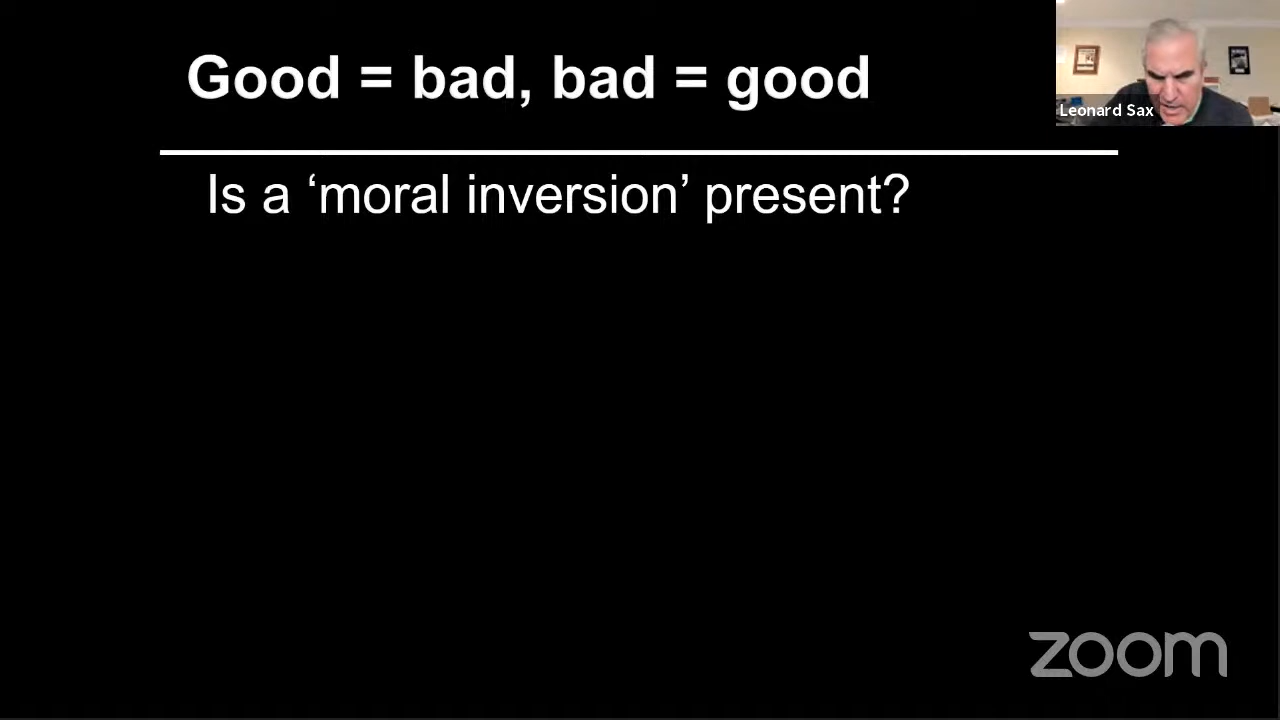 Good = bad, bad = good
Leonard Sax
Is a ‘moral inversion’ present?
zoom